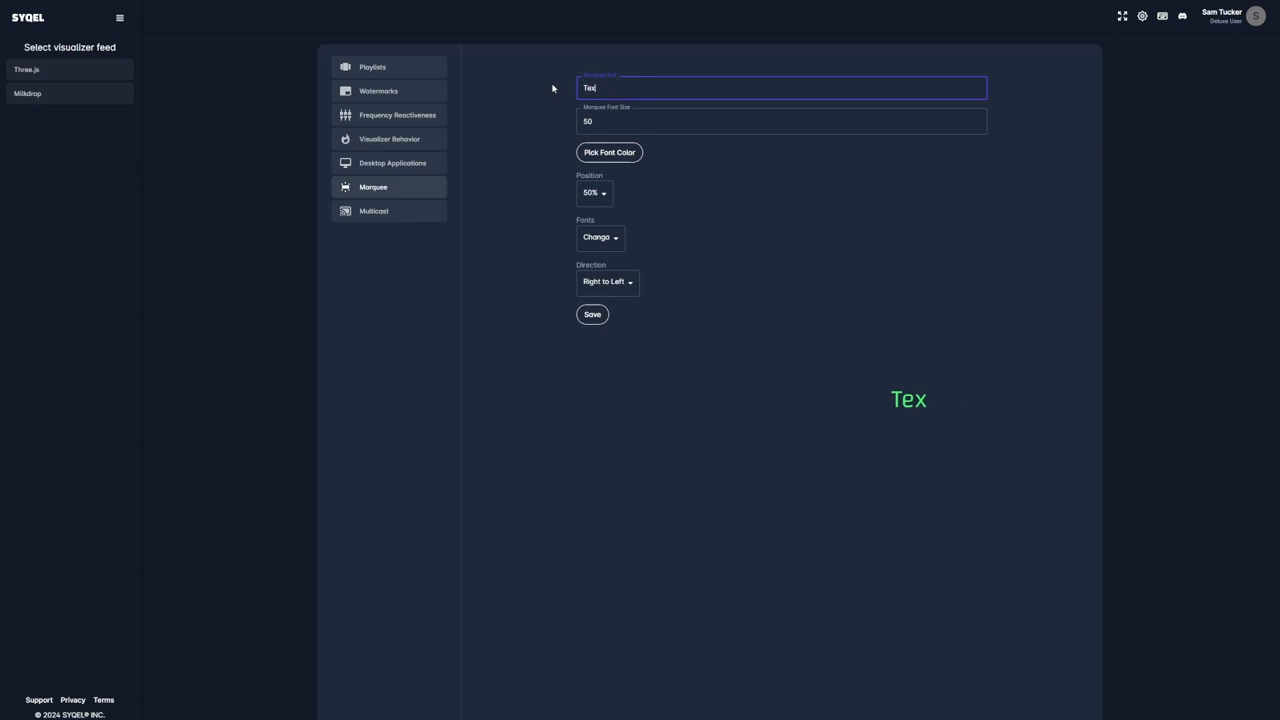 SYQEL
Select visualizer feed
Three.js
Milkdrop
Support Privacy Terms
© 2024 SYQEL® INC.
Sam Tucker
Deluxe User
S
Playlists
Watermarks
Frequency Reactiveness
Visualizer Behavior
Desktop Applications
Marquee
Multicast
Marquee text
Tex
Marquee Font Size
50
Pick Font Color
Position
50%
Fonts
Changa
Direction
Right to Left
Save
Tex